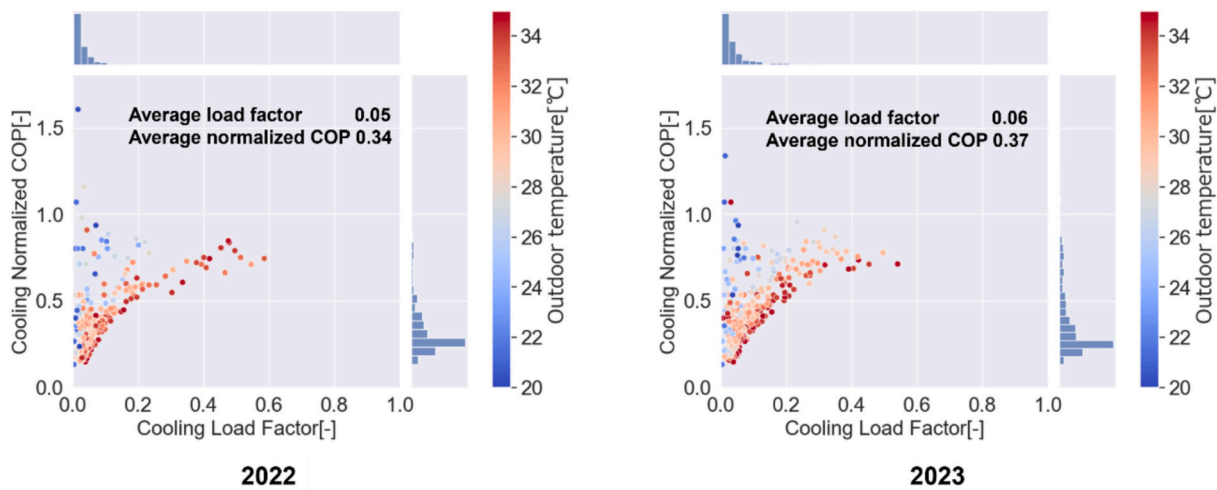 Average load factor 0.05
Average normalized COP 0.34
Cooling Normalized COP[-]
1.5
1.0
0.5
0.0
0.0 0.2 0.4 0.6 0.8 1.0
Cooling Load Factor[-]
34
32
30
28
26
24
22
20
Outdoor temperature[℃]
2022
Average load factor 0.06
Average normalized COP 0.37
Cooling Normalized COP[-]
1.5
1.0
0.5
0.0
0.0 0.2 0.4 0.6 0.8 1.0
Cooling Load Factor[-]
34
32
30
28
26
24
22
20
Outdoor temperature[℃]
2023